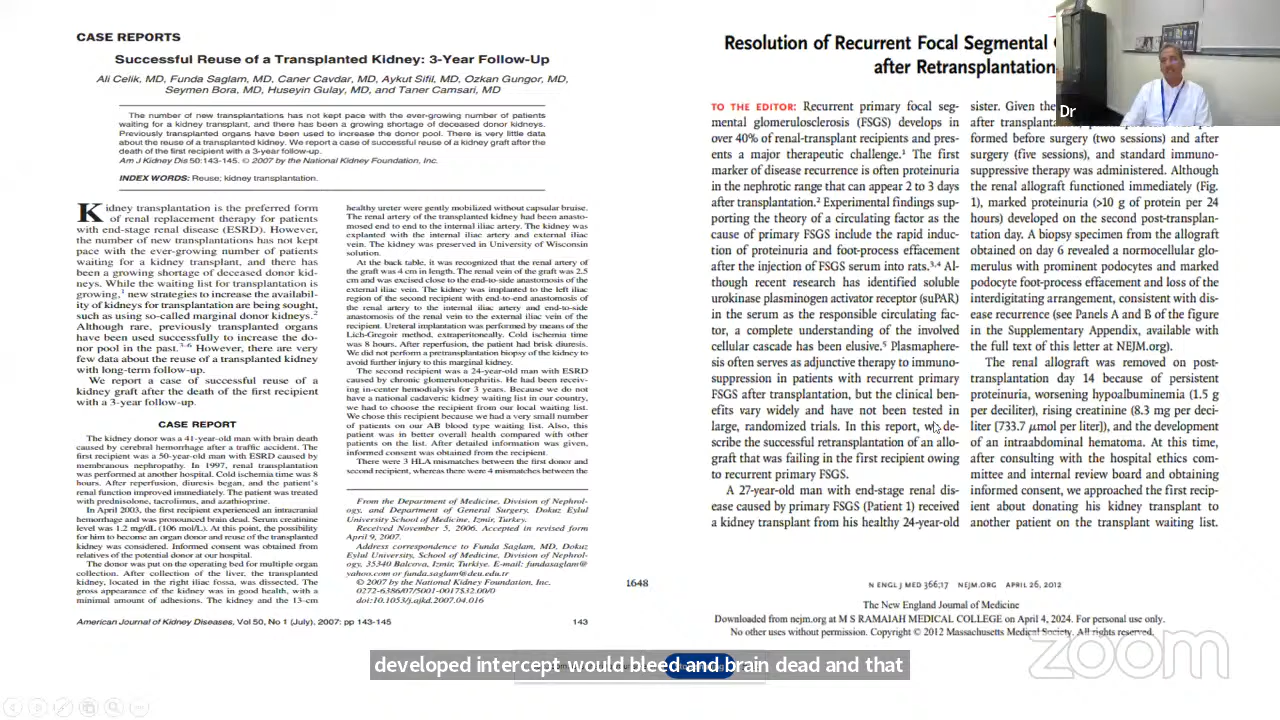 CASE REPORTS
Successful Reuse of a Transplanted Kidney: 3-Year Follow-Up
Ali Celik, MD, Funda Saglam, MD, Caner Cavdar, MD, Aykut Sifil, MD, Ozkan Gungor, MD,
Seymen Bora, MD, Huseyin Gulay, MD, and Taner Camsari, MD
The number of new transplantations has not kept pace with the ever-growing number of patients
waiting for a kidney transplant, and there has been a growing shortage of deceased donor kidneys.
Previously transplanted organs have been used to increase the donor pool. There is very little data
about the reuse of a transplanted kidney. We report a case of successful reuse of a kidney graft after the
death of the first recipient with a 3-year follow-up.
Am J Kidney Dis 50:143-145. © 2007 by the National Kidney Foundation, Inc.
INDEX WORDS: Reuse; kidney transplantation.
Kidney transplantation is the preferred form
of renal replacement therapy for patients
with end-stage renal disease (ESRD). However,
the number of new transplantations has not kept
pace with the ever-growing number of patients
waiting for a kidney transplant, and there has
been a growing shortage of deceased donor kid-
neys. While the waiting list for transplantation is
growing,1 new strategies to increase the availabil-
ity of kidneys for transplantation are being sought,
such as using so-called marginal donor kidneys.2
Although rare, previously transplanted organs
have been used successfully to increase the do-
nor pool in the past.3-6 However, there are very
few data about the reuse of a transplanted kidney
with long-term follow-up.
We report a case of successful reuse of a
kidney graft after the death of the first recipient
with a 3-year follow-up.
CASE REPORT
The kidney donor was a 41-year-old man with brain death
caused by cerebral hemorrhage after a traffic accident. The
first recipient was a 50-year-old man with ESRD caused by
membranous nephropathy. In 1997, renal transplantation
was performed at another hospital. Cold ischemia time was 8
hours. After reperfusion, diuresis began, and the patient's
renal function improved immediately. The patient was treated
with prednisolone, tacrolimus, and azathioprine.
In April 2003, the first recipient experienced an intracranial
hemorrhage and was pronounced brain dead. Serum creatinine
level was 1.2 mg/dL (106 mol/L). At this point, the possibility
for him to become an organ donor and reuse of the transplanted
kidney was considered. Informed consent was obtained from
relatives of the potential donor at our hospital.
The donor was put on the operating bed for multiple organ
collection. After collection of the liver, the transplanted
kidney, located in the right iliac fossa, was dissected. The
gross appearance of the kidney was in good health, with a
minimal amount of adhesions. The kidney and the 13-cm
healthy ureter were gently mobilized without capsular bruise.
The renal artery of the transplanted kidney had been anasto-
mosed end to end to the internal iliac artery. The kidney was
explanted with the internal iliac artery and external iliac
vein. The kidney was preserved in University of Wisconsin
solution.
At the back table, it was recognized that the renal artery of
the graft was 4 cm in length. The renal vein of the graft was 2.5
cm and was excised close to the end-to-side anastomosis of the
external iliac vein. The kidney was implanted to the left iliac
region of the second recipient with end-to-end anastomosis of
the renal artery to the internal iliac artery and end-to-side
anastomosis of the renal vein to the external iliac vein of the
recipient. Ureteral implantation was performed by means of the
Lich-Gregoir method, extraperitoneally. Cold ischemia time
was 8 hours. After reperfusion, the patient had brisk diuresis.
We did not perform a pretransplantation biopsy of the kidney to
avoid further injury to this marginal kidney.
The second recipient was a 24-year-old man with ESRD
caused by chronic glomerulonephritis. He had been receiv-
ing in-center hemodialysis for 3 years. Because we do not
have a national cadaveric kidney waiting list in our country,
we had to choose the recipient from our local waiting list.
We chose this recipient because we had a very small number
of patients on our AB blood type waiting list. Also, this
patient was in better overall health compared with other
patients on the list. After detailed information was given,
informed consent was obtained from the recipient.
There were 3 HLA mismatches between the first donor and
second recipient, whereas there were 4 mismatches between the
From the Department of Medicine, Division of Nephrol-
ogy, and Department of General Surgery, Dokuz Eylul
University School of Medicine, Izmir, Turkey.
Received November 5, 2006. Accepted in revised form
April 9, 2007.
Address correspondence to Funda Saglam, MD, Dokuz
Eylul University, School of Medicine, Division of Nephrol-
ogy, 35340 Balcova, Izmir, Turkiye. E-mail: fundasaglam@
yahoo.com or funda.saglam@deu.edu.tr
© 2007 by the National Kidney Foundation, Inc.
0272-6386/07/5001-0017$32.00/0
doi:10.1053/j.ajkd.2007.04.016
American Journal of Kidney Diseases, Vol 50, No 1 (July), 2007: pp 143-145
143
Resolution of Recurrent Focal Segmental
after Retransplantation
TO THE EDITOR: Recurrent primary focal seg-
mental glomerulosclerosis (FSGS) develops in
over 40% of renal-transplant recipients and pres-
ents a major therapeutic challenge.1 The first
marker of disease recurrence is often proteinuria
in the nephrotic range that can appear 2 to 3 days
after transplantation.2 Experimental findings sup-
porting the theory of a circulating factor as the
cause of primary FSGS include the rapid induc-
tion of proteinuria and foot-process effacement
after the injection of FSGS serum into rats.3,4 Al-
though recent research has identified soluble
urokinase plasminogen activator receptor (suPAR)
in the serum as the responsible circulating fac-
tor, a complete understanding of the involved
cellular cascade has been elusive.5 Plasmaphere-
sis often serves as adjunctive therapy to immuno-
suppression in patients with recurrent primary
FSGS after transplantation, but the clinical ben-
efits vary widely and have not been tested in
large, randomized trials. In this report, we de-
scribe the successful retransplantation of an allo-
graft that was failing in the first recipient owing
to recurrent primary FSGS.
A 27-year-old man with end-stage renal dis-
ease caused by primary FSGS (Patient 1) received
a kidney transplant from his healthy 24-year-old
sister. Given the
after transplantat
formed before surgery (two sessions) and after
surgery (five sessions), and standard immuno-
suppressive therapy was administered. Although
the renal allograft functioned immediately (Fig.
1), marked proteinuria (>10 g of protein per 24
hours) developed on the second post-transplan-
tation day. A biopsy specimen from the allograft
obtained on day 6 revealed a normocellular glo-
merulus with prominent podocytes and marked
podocyte foot-process effacement and loss of the
interdigitating arrangement, consistent with dis-
ease recurrence (see Panels A and B of the figure
in the Supplementary Appendix, available with
the full text of this letter at NEJM.org).
The renal allograft was removed on post-
transplantation day 14 because of persistent
proteinuria, worsening hypoalbuminemia (1.5 g
per deciliter), rising creatinine (8.3 mg per deci-
liter [733.7 μmol per liter]), and the development
of an intraabdominal hematoma. At this time,
after consulting with the hospital ethics com-
mittee and internal review board and obtaining
informed consent, we approached the first recip-
ient about donating his kidney transplant to
another patient on the transplant waiting list.
1648
N ENGL J MED 366;17 NEJM.ORG APRIL 26, 2012
The New England Journal of Medicine
Downloaded from nejm.org at M S RAMAIAH MEDICAL COLLEGE on April 4, 2024. For personal use only.
No other uses without permission. Copyright © 2012 Massachusetts Medical Society. All rights reserved.
Dr
zoom
developed intercept would bleed and brain dead and that